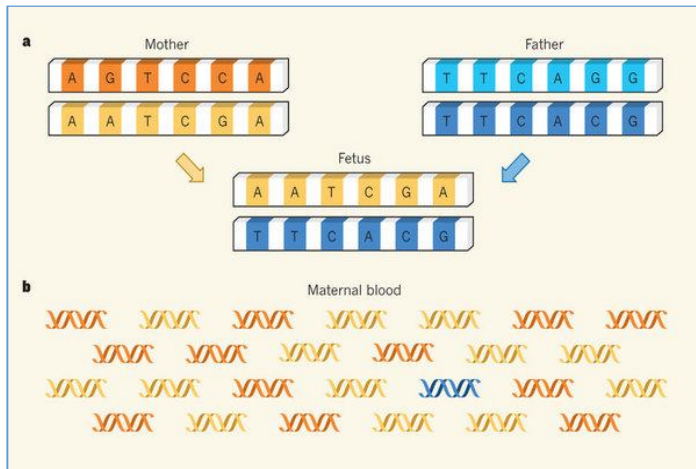 a
Mother
Father
A G T C C A
T T C A G G
A A T C G A
T T C A C G
Fetus
A A T C G A
T T C A C G
b
Maternal blood